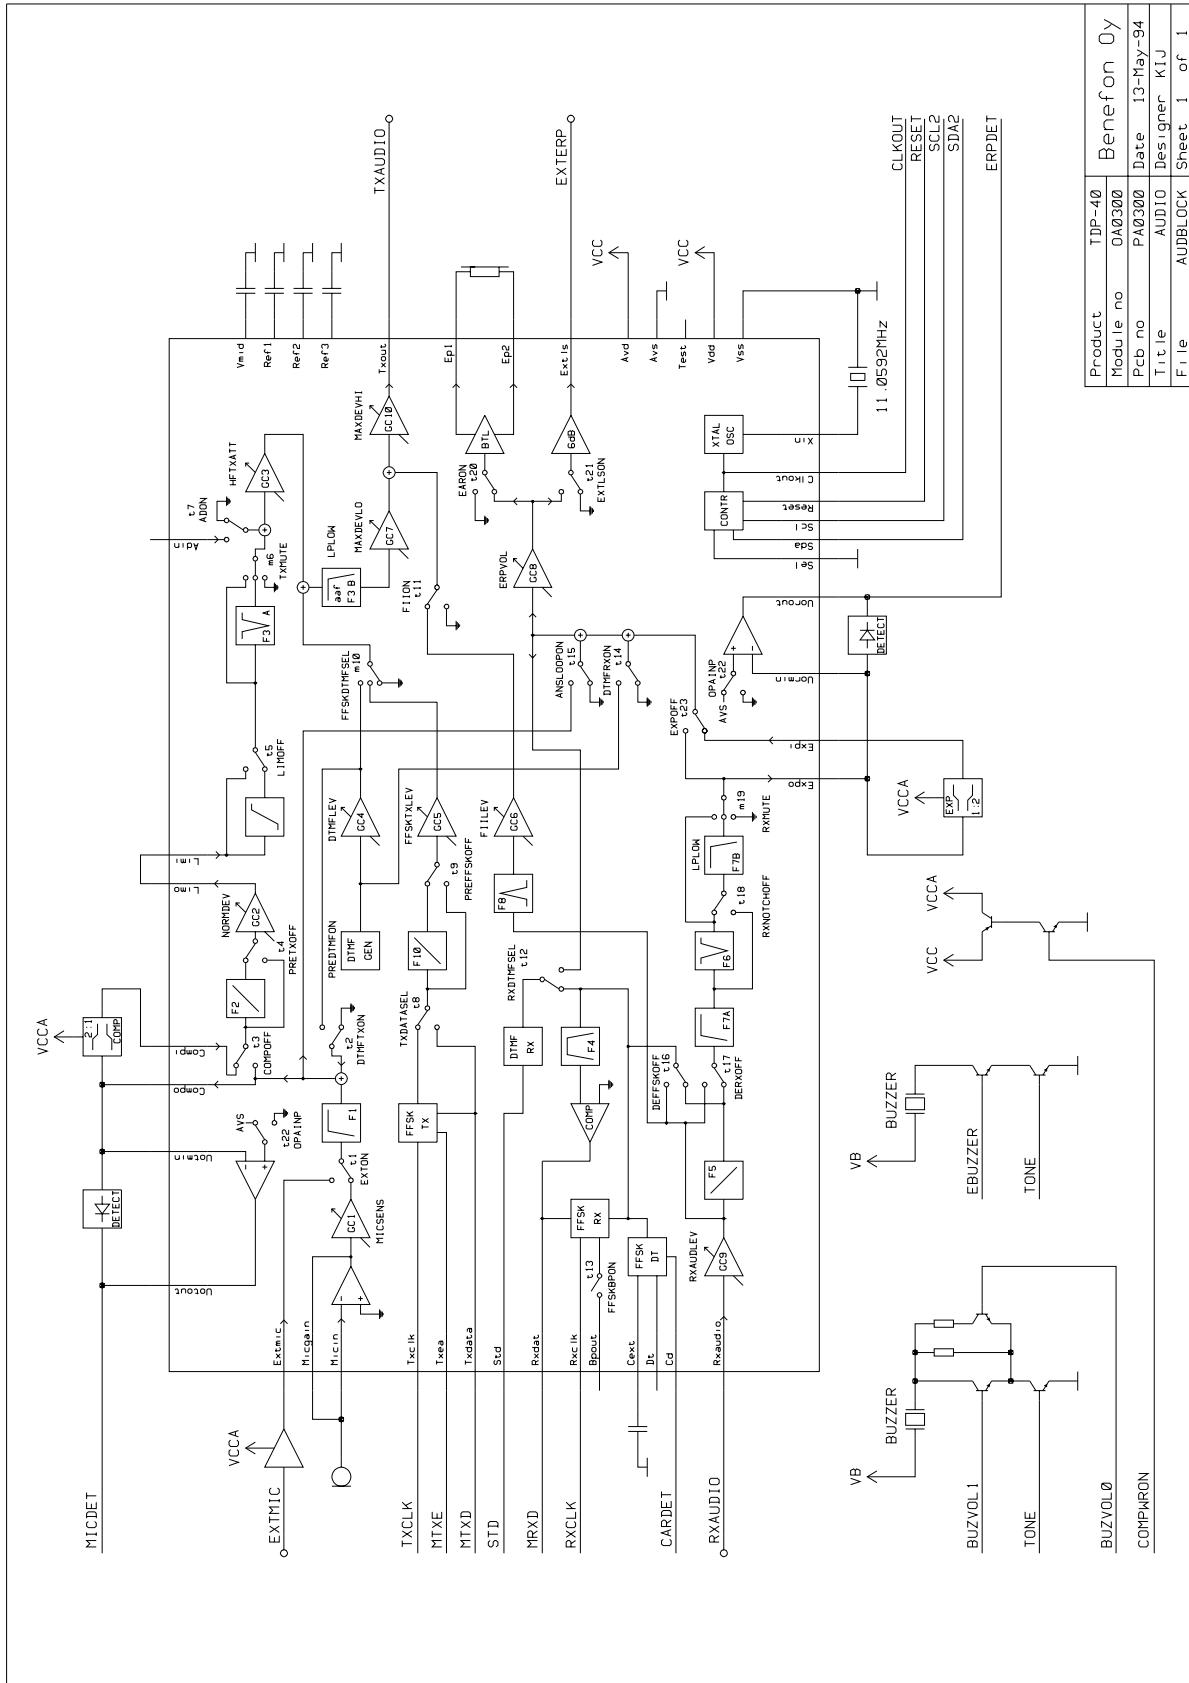 Product TDP-40
Benefon Oy
Module no OA0300
Pcb no PA0300 Date 13-May-94
Title AUDIO Designer KIJ
File AUDBLOCK Sheet 1 of 1
MICDET
VCCA
DETECT
2:1
COMP
Uotout
Uotmin
Compo
Compi
Limo
Limi
Adin
t7
ADON
AVS
t22
OPAINP
t3
COMPOFF
F2
t4
PRETXOFF
NORMDEV
GC2
t5
LIMOFF
F3 A
m6
TXMUTE
HFTXATT
GC3
Vmid
Ref1
Ref2
Ref3
EXTMIC
VCCA
Extmic
Micgain
Micin
MICSENS
GC1
t1
EXTON
F1
t2
DTMFTXON
PREDTMFON
DTMF
GEN
DTMFLEV
GC4
FFSKDTMFSEL
m10
LPLOW
aaf
F3 B
MAXDEVLO
GC7
MAXDEVHI
GC10
Txout
TXAUDIO
TXCLK
MTXE
MTXD
Txclk
Txea
Txdata
FFSK
TX
TXDATASEL
t8
F10
t9
PREFFSKOFF
FFSKTXLEV
GC5
FIION
t11
STD
MRXD
RXCLK
Std
Rxdat
Rxclk
Bpout
DTMF
RX
RXDTMFSEL
t12
F8
FIILEV
GC6
ERPVOL
GC8
EARON
t20
BTL
Ep1
Ep2
6dB
t21
EXTLSON
Extls
EXTERP
COMP
F4
FFSK
RX
t13
FFSKBPON
FFSK
DT
Cext
Dt
Cd
CARDET
DEFFSKOFF
t16
ANSLOOPON
t15
DTMFRXON
t14
RXAUDIO
Rxaudio
RXAUDLEV
GC9
F5
t17
DERXOFF
F7A
F6
t18
RXNOTCHOFF
LPLOW
F7B
m19
RXMUTE
EXPOFF
t23
AVS
OPAINP
t22
Expo
Expi
Uormin
Uorout
Sel
Sda
Scl
Reset
Clkout
Xin
CONTR
XTAL
OSC
Avd
Avs
Test
Vdd
Vss
VCC
VCC
11.0592MHz
VCCA
EXP
1:2
DETECT
CLKOUT
RESET
SCL2
SDA2
ERPDET
VB
BUZZER
BUZVOL1
TONE
BUZVOL0
COMPWRON
VB
BUZZER
EBUZZER
TONE
VCC
VCCA